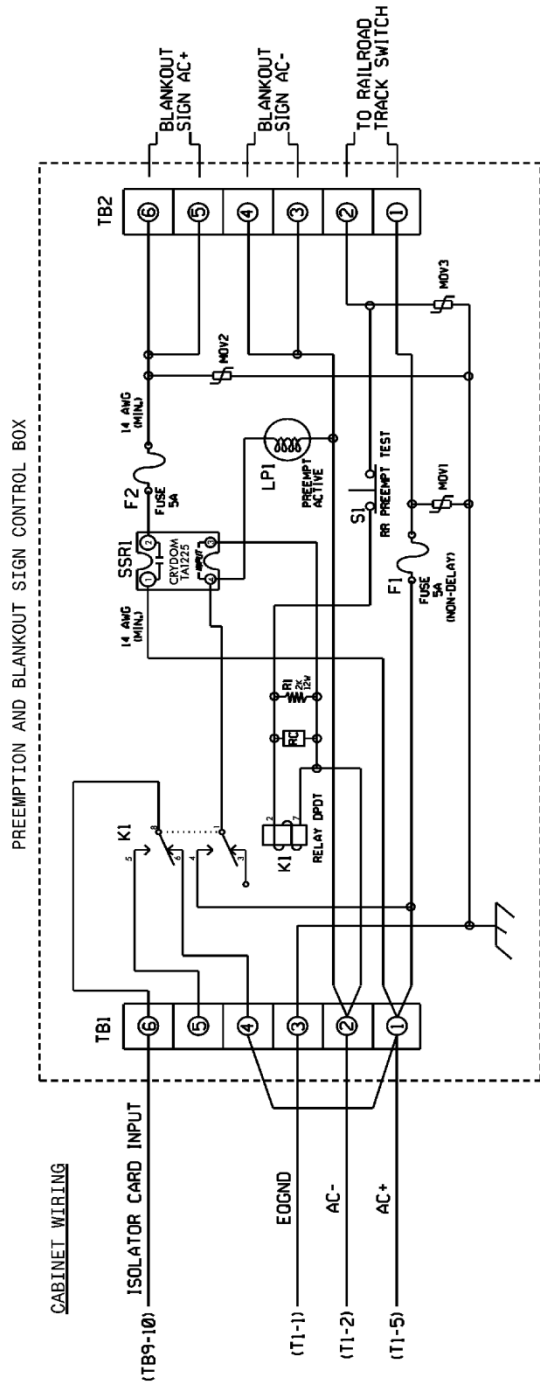 PREEMPTION AND BLANKOUT SIGN CONTROL BOX
CABINET WIRING
(TB9-10)
ISOLATOR CARD INPUT
(T1-1)
EQGND
(T1-2)
AC-
(T1-5)
AC+
TB1
6
5
4
3
2
1
K1
8
5
6
4
1
3
K1
2
7
RELAY DPDT
RC
R1
2K
12W
14 AWG
(MIN.)
SSR1
1
2
CRYDOM
TA1225
INPUT
4
3
F2
FUSE
5A
14 AWG
(MIN.)
MOV2
LP1
PREEMPT
ACTIVE
S1
RR PREEMPT TEST
F1
FUSE
5A
(NON-DELAY)
MOV1
MOV3
TB2
6
5
4
3
2
1
BLANKOUT
SIGN AC+
BLANKOUT
SIGN AC-
TO RAILROAD
TRACK SWITCH